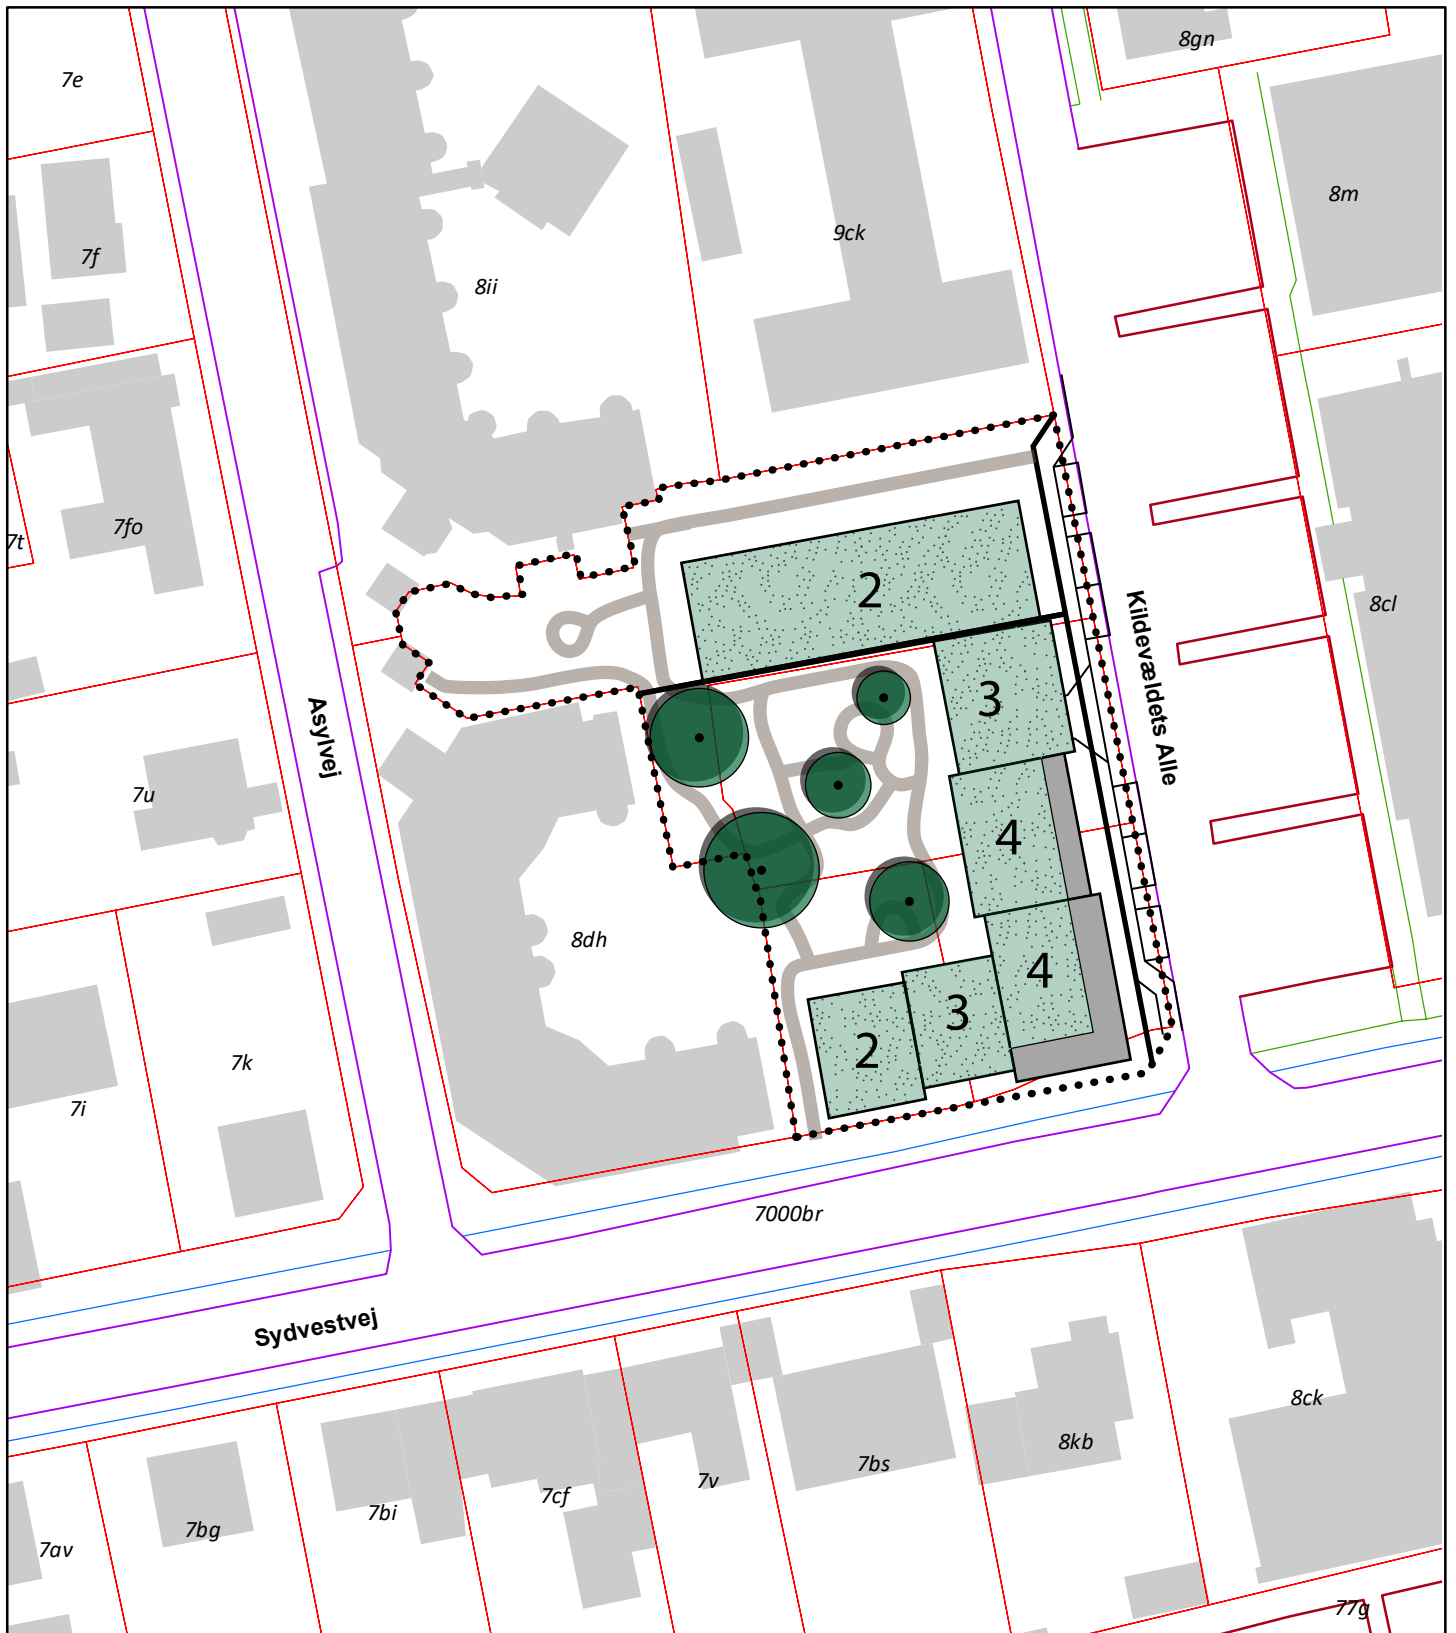 8gn
7e
8m
9ck
7f
8ii
7fo
7t
2
8cl
Kildevældets Alle
3
Asylvej
7u
4
8dh
4
3
2
7k
7i
7000br
Sydvestvej
8ck
8kb
7bs
7v
7cf
7bi
7bg
7av
77g